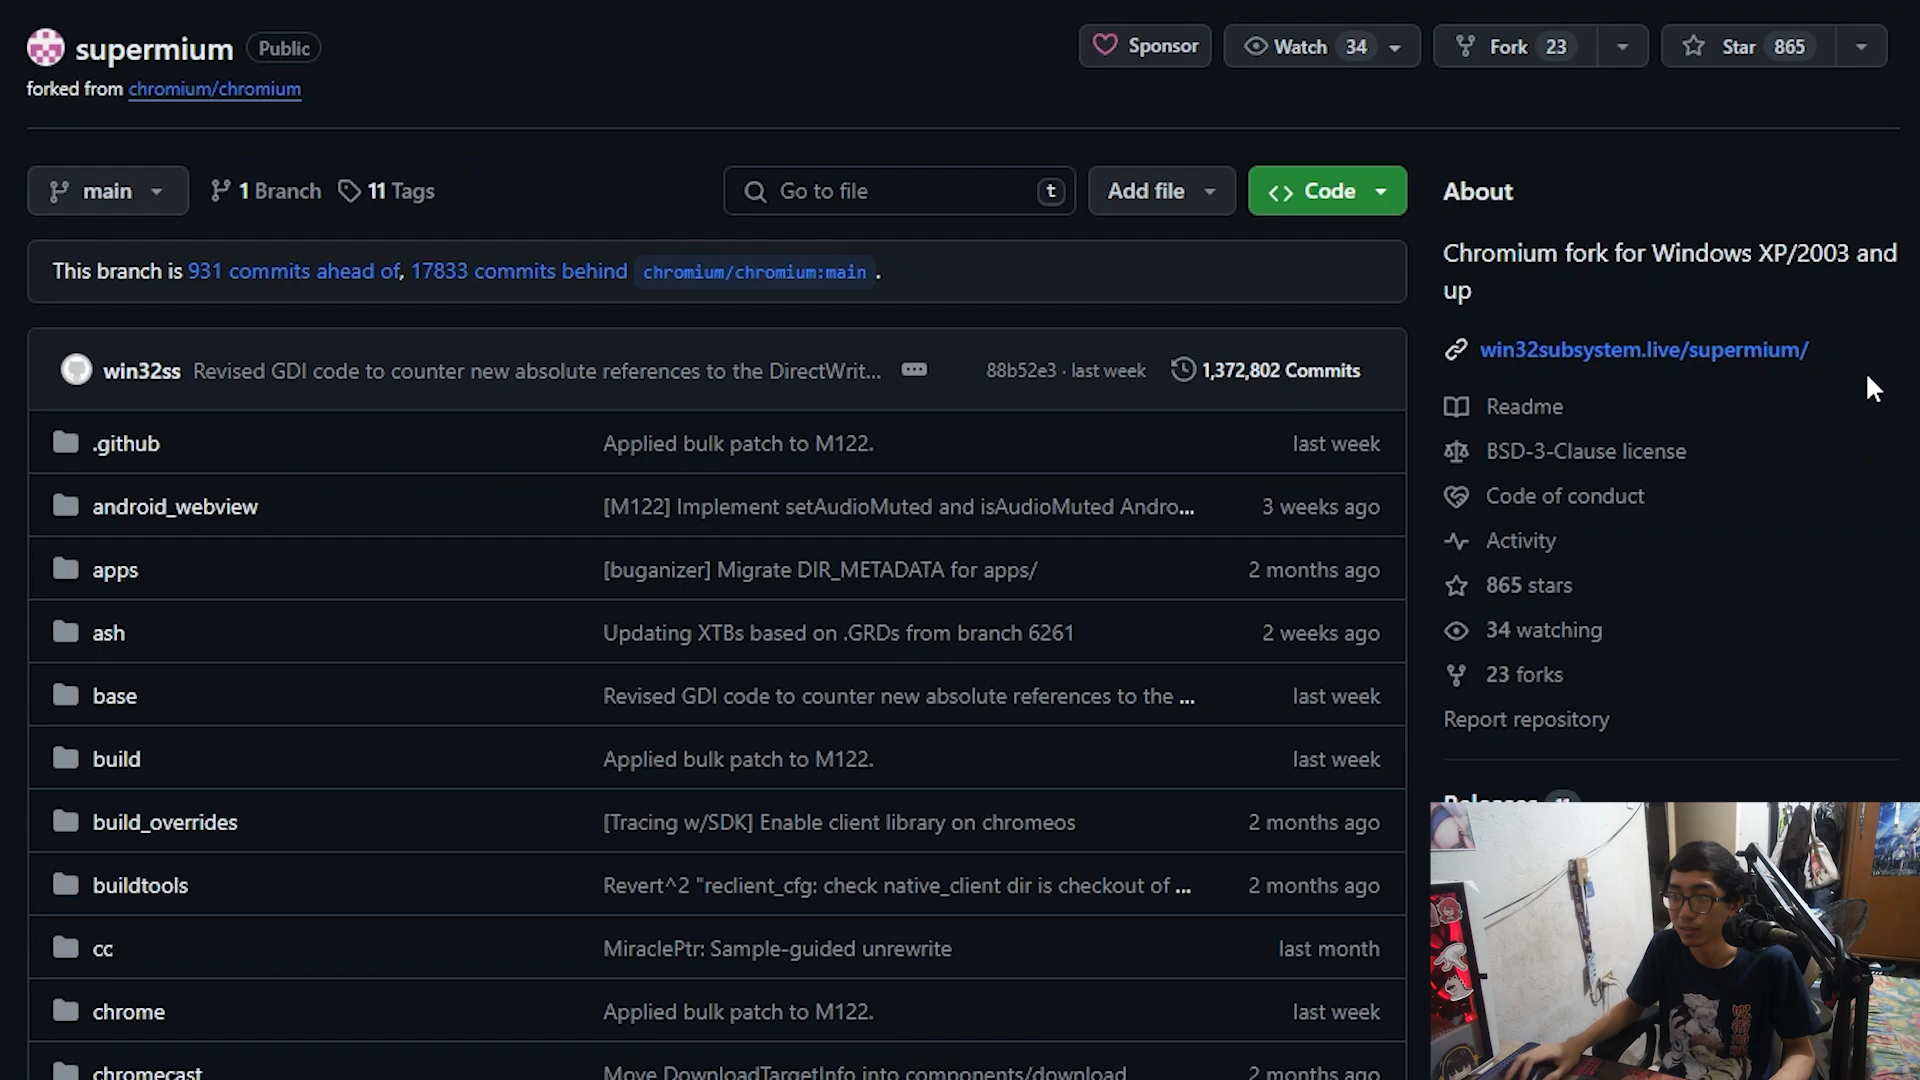 supermium Public
Sponsor
Watch 34
Fork 23
Star 865
forked from chromium/chromium
main
1 Branch
11 Tags
Go to file t
Add file
Code
This branch is 931 commits ahead of, 17833 commits behind chromium/chromium:main .
win32ss Revised GDI code to counter new absolute references to the DirectWrit... 88b52e3 · last week 1,372,802 Commits
.github Applied bulk patch to M122. last week
android_webview [M122] Implement setAudioMuted and isAudioMuted Andro... 3 weeks ago
apps [buganizer] Migrate DIR_METADATA for apps/ 2 months ago
ash Updating XTBs based on .GRDs from branch 6261 2 weeks ago
base Revised GDI code to counter new absolute references to the ... last week
build Applied bulk patch to M122. last week
build_overrides [Tracing w/SDK] Enable client library on chromeos 2 months ago
buildtools Revert^2 "reclient_cfg: check native_client dir is checkout of ... 2 months ago
cc MiraclePtr: Sample-guided unrewrite last month
chrome Applied bulk patch to M122. last week
chromecast Move DownloadTargetInfo into components/download 2 months ago
About
Chromium fork for Windows XP/2003 and
up
win32subsystem.live/supermium/
Readme
BSD-3-Clause license
Code of conduct
Activity
865 stars
34 watching
23 forks
Report repository
Releases 11